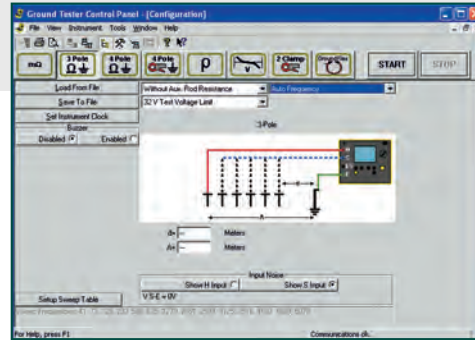 Ground Tester Control Panel - [Configuration]
File View Instrument Tools Window Help
mΩ 3 Pole 4 Pole 4 Pole ρ 2 Clamp START STOP
Load From File
Without Aux. Rod Resistance
Auto Frequency
Save To File
32 V Test Voltage Limit
Set Instrument Clock
Buzzer
Disabled Enabled
3-Pole
d= -- Meters
A= -- Meters
Input Noise
Show H Input Show S Input
Setup Sweep Table
V S-E = 0V
For Help, press F1
Communications ok.